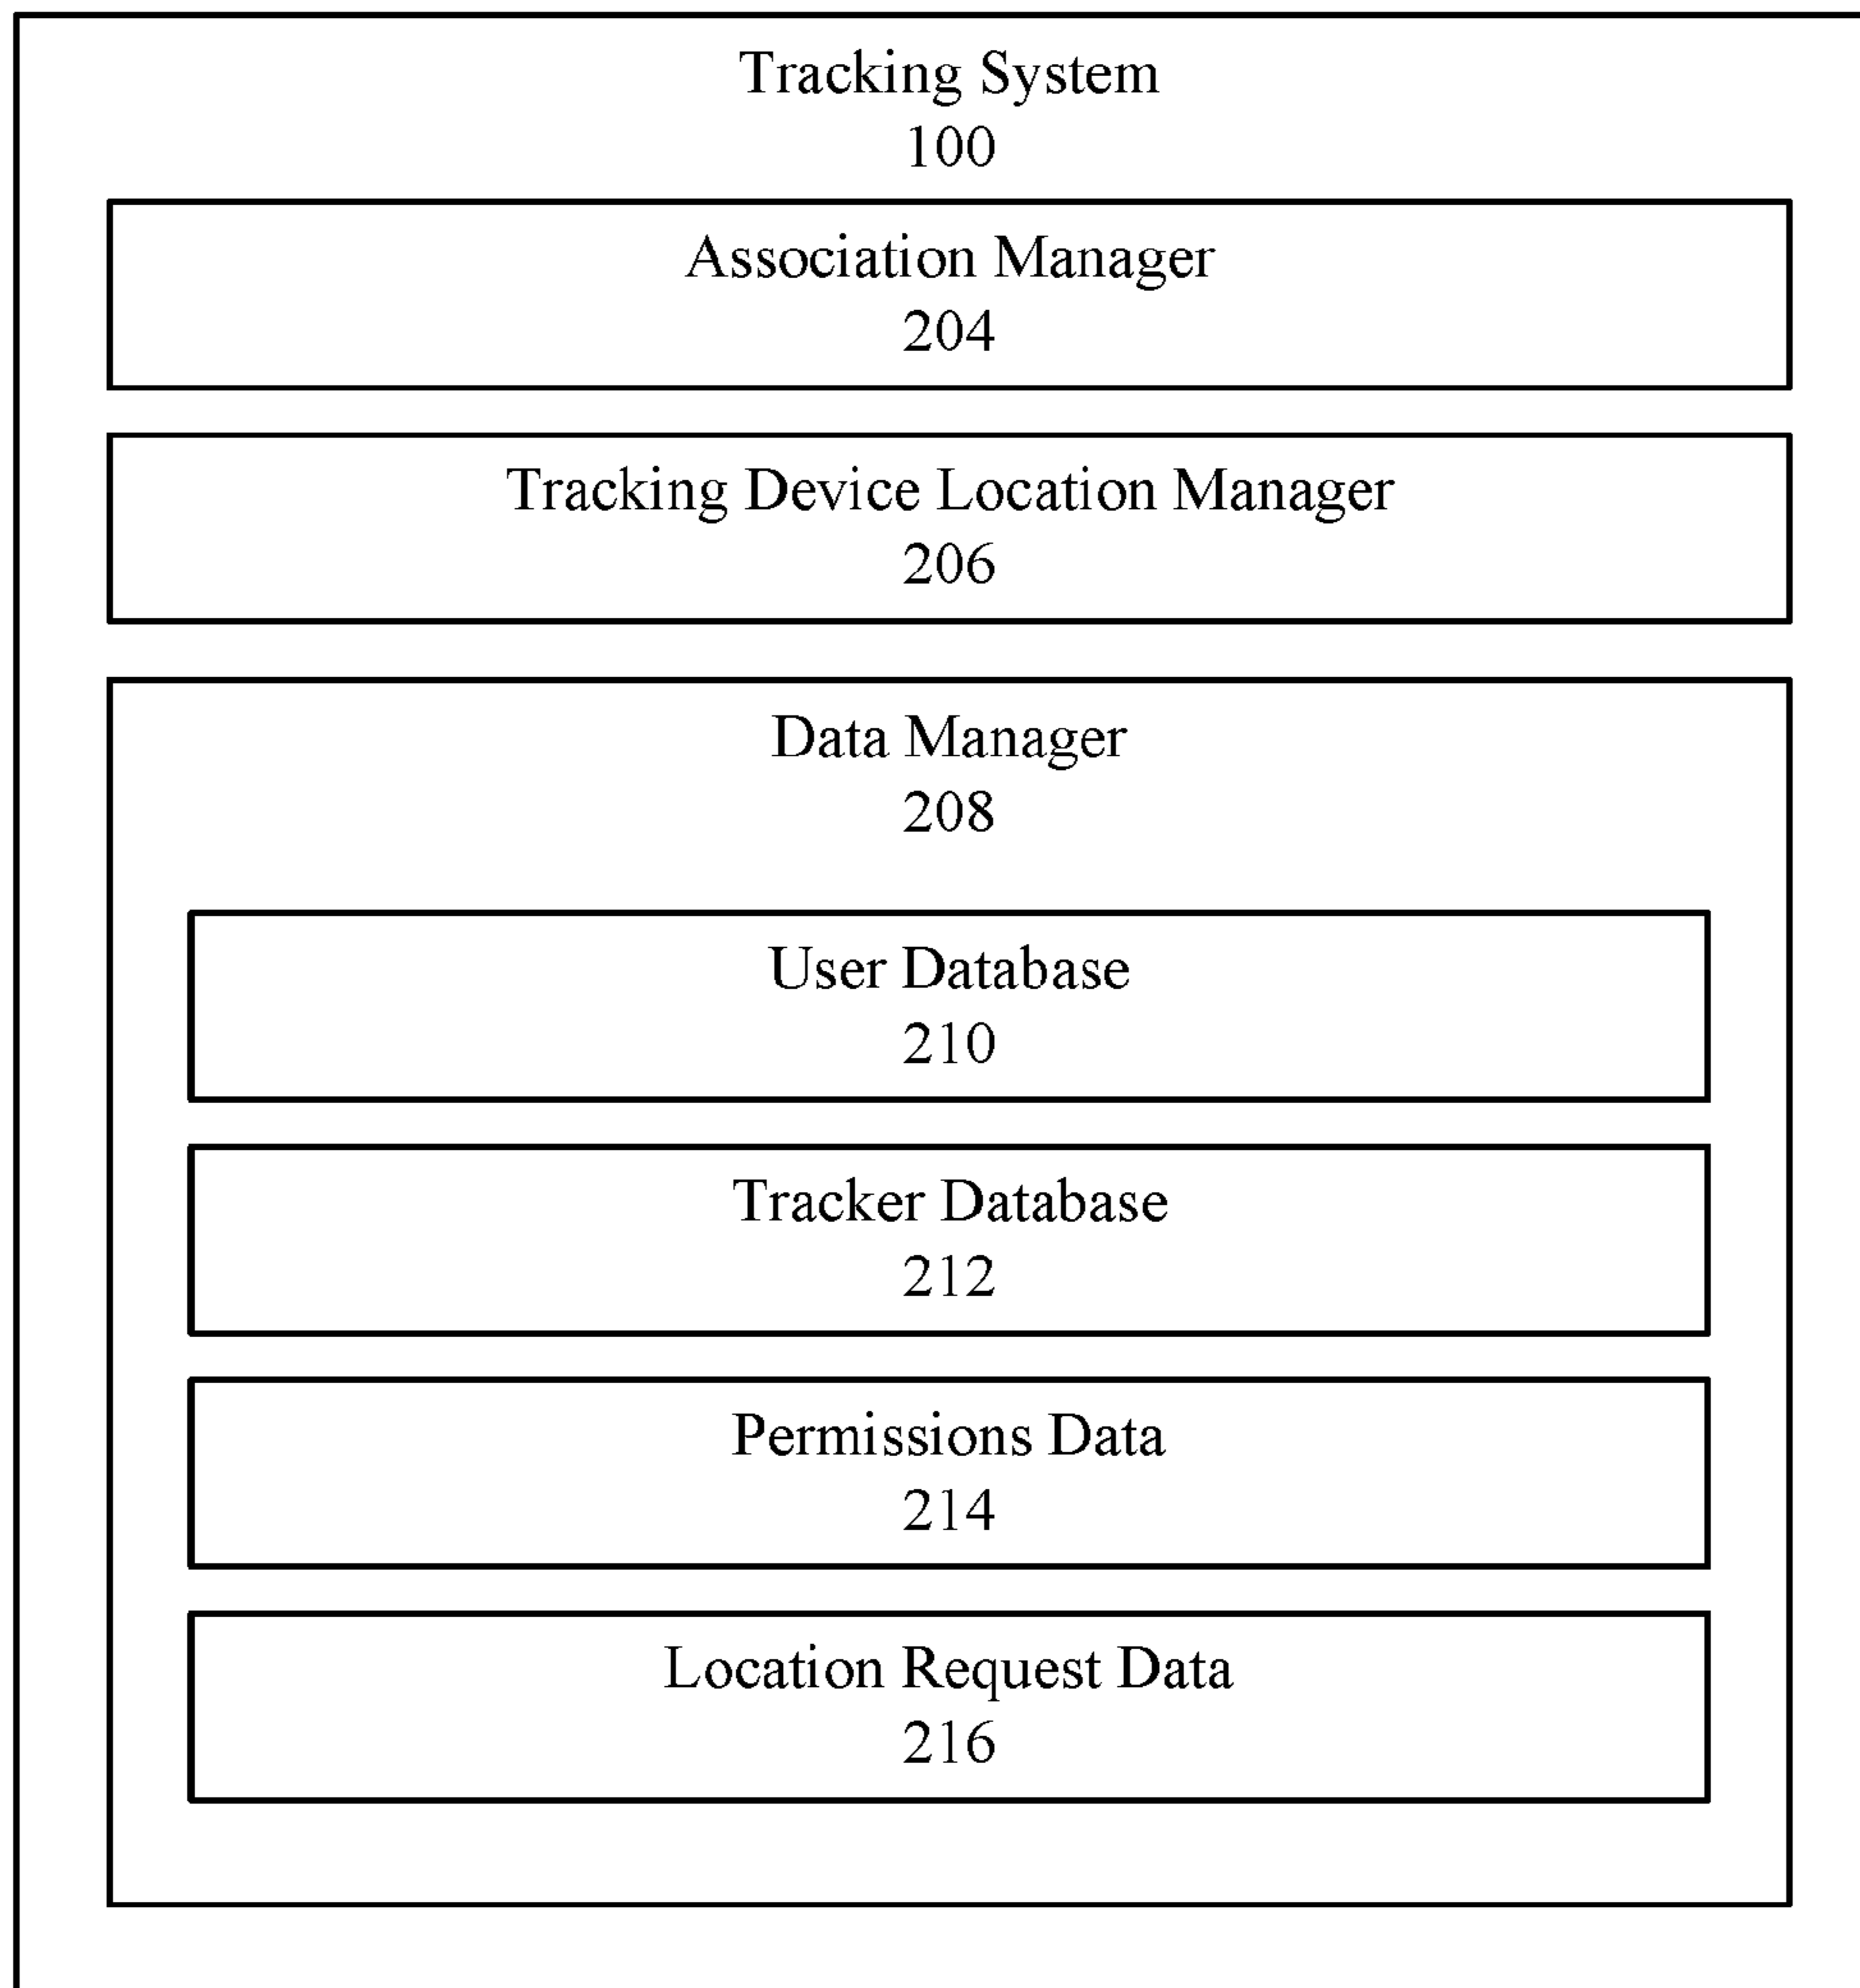 Tracking System
100
Association Manager
204
Tracking Device Location Manager
206
Data Manager
208
User Database
210
Tracker Database
212
Permissions Data
214
Location Request Data
216